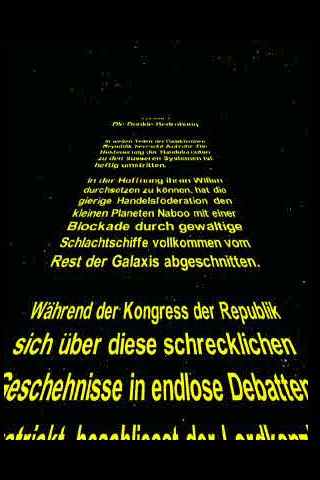 Die Dunkle Bedrohung
In weiten Teilen der Galaktischen
Republik herrscht Aufruhr. Die
Besteuerung der Handelsrouten
zu den äusseren Systemen ist
heftig umstritten.
In der Hoffnung ihren Willen
durchsetzen zu können, hat die
gierige Handelsföderation den
kleinen Planeten Naboo mit einer
Blockade durch gewaltige
Schlachtschiffe vollkommen vom
Rest der Galaxis abgeschnitten.
Während der Kongress der Republik
sich über diese schrecklichen
Geschehnisse in endlose Debatten
beschliesst der